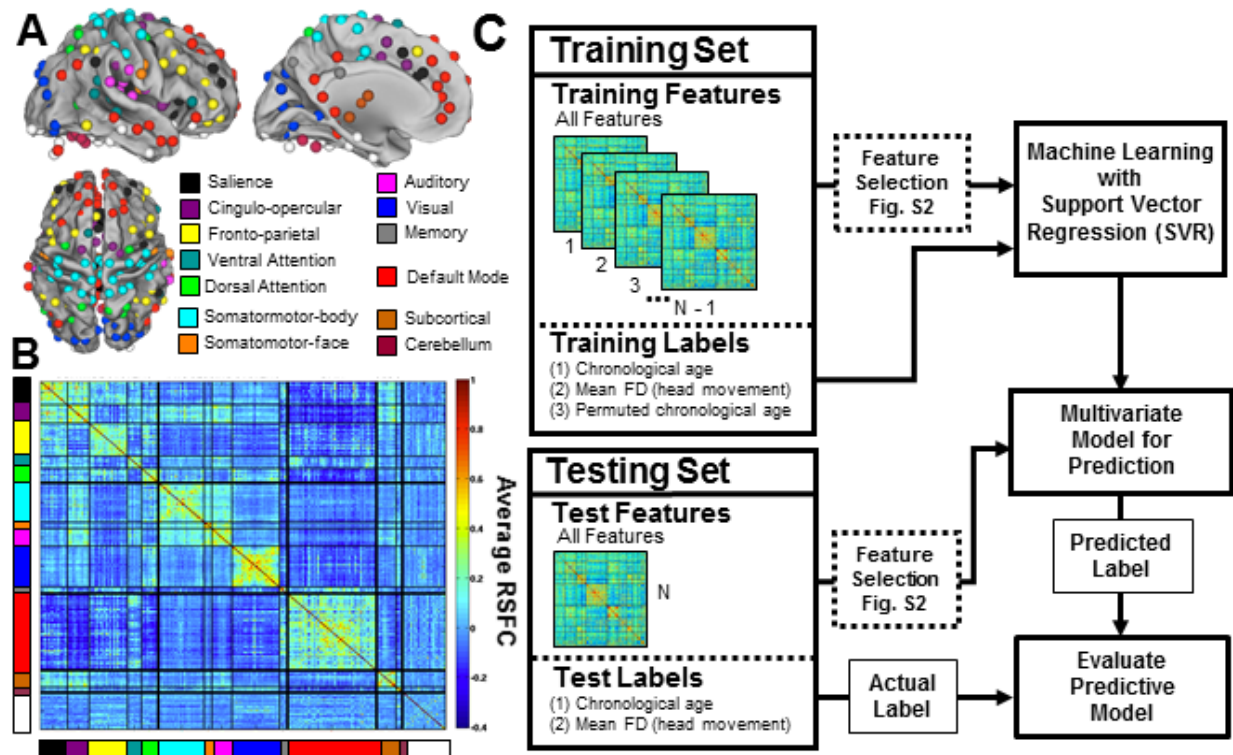 A
Salience
Cingulo-opercular
Fronto-parietal
Ventral Attention
Dorsal Attention
Somatormotor-body
Somatomotor-face
Auditory
Visual
Memory
Default Mode
Subcortical
Cerebellum
B
1
0.8
0.6
0.4
0.2
0
-0.2
-0.4
Average RSFC
C
Training Set
Training Features
All Features
1
2
3
N - 1
Training Labels
(1) Chronological age
(2) Mean FD (head movement)
(3) Permuted chronological age
Testing Set
Test Features
All Features
N
Test Labels
(1) Chronological age
(2) Mean FD (head movement)
Feature
Selection
Fig. S2
Machine Learning
with
Support Vector
Regression (SVR)
Multivariate
Model for
Prediction
Feature
Selection
Fig. S2
Predicted
Label
Actual
Label
Evaluate
Predictive
Model